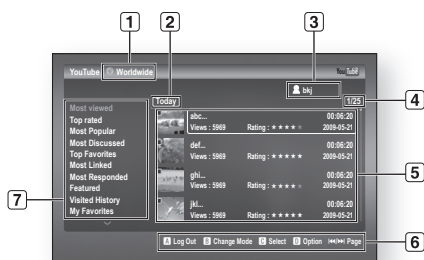 1 2 3
YouTube Worldwide You Tube
bkj
Today 1/25 4
Most viewed
Top rated
Most Popular
Most Discussed
Top Favorites
Most Linked
Most Responded
Featured
Visited History
My Favorites
7
abc... 00:06:20
Views : 5969 Rating : ★ ★ ★ ★ ★ 2009-05-21
def... 00:06:20
Views : 5969 Rating : ★ ★ ★ ★ ★ 2009-05-21
ghi... 00:06:20
Views : 5969 Rating : ★ ★ ★ ★ ★ 2009-05-21
jkl... 00:06:20
Views : 5969 Rating : ★ ★ ★ ★ ★ 2009-05-21
5
A Log Out B Change Mode C Select D Option ⏮/⏭ Page 6